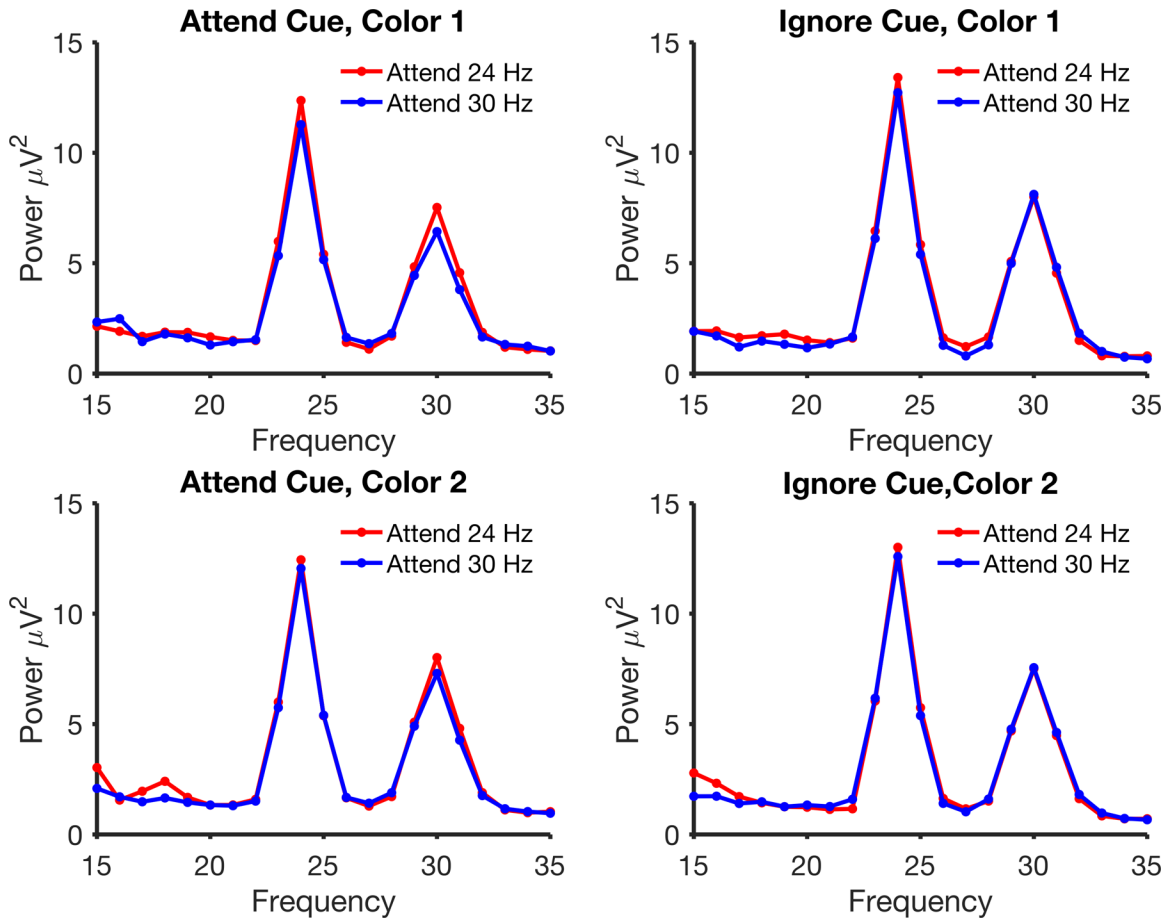 Attend Cue, Color 1
15
10
5
0
Power μV²
Attend 24 Hz
Attend 30 Hz
15 20 25 30 35
Frequency
Ignore Cue, Color 1
15
10
5
0
Power μV²
Attend 24 Hz
Attend 30 Hz
15 20 25 30 35
Frequency
Attend Cue, Color 2
15
10
5
0
Power μV²
Attend 24 Hz
Attend 30 Hz
15 20 25 30 35
Frequency
Ignore Cue,Color 2
15
10
5
0
Power μV²
Attend 24 Hz
Attend 30 Hz
15 20 25 30 35
Frequency